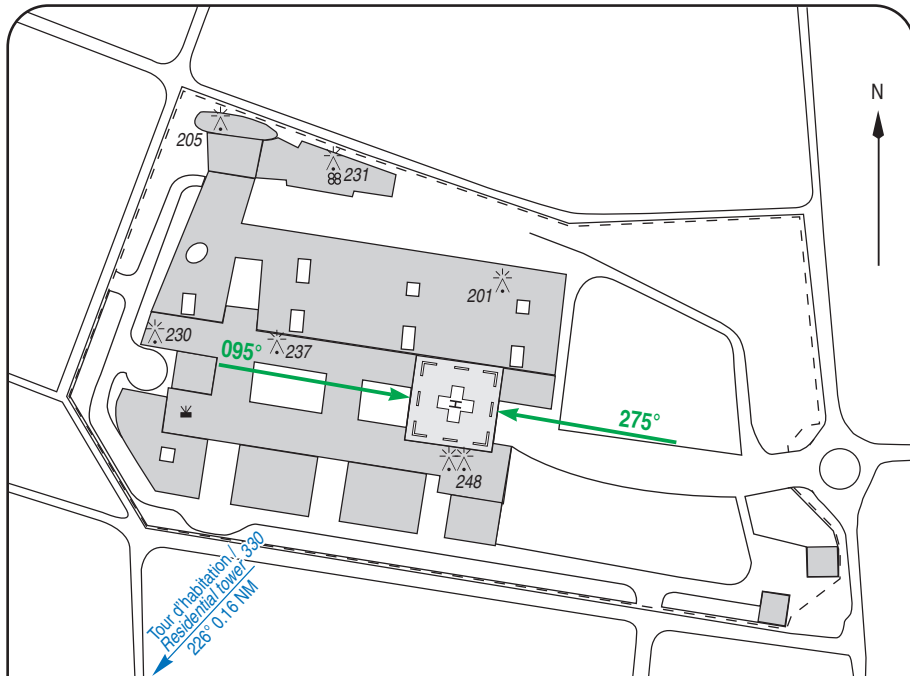 N
205
231
201
230
237
095°
275°
H
248
Tour d'habitation / 330
Residential tower
226° 0.16 NM